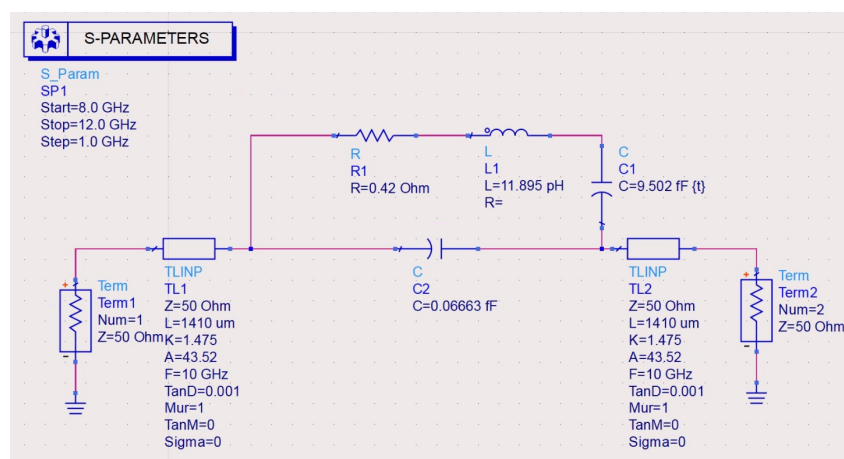 S-PARAMETERS
S_Param
SP1
Start=8.0 GHz
Stop=12.0 GHz
Step=1.0 GHz
R
R1
R=0.42 Ohm
L
L1
L=11.895 pH
R=
C
C1
C=9.502 fF {t}
+
Term
Term1
Num=1
Z=50 Ohm
-
TLINP
TL1
Z=50 Ohm
L=1410 um
K=1.475
A=43.52
F=10 GHz
TanD=0.001
Mur=1
TanM=0
Sigma=0
C
C2
C=0.06663 fF
TLINP
TL2
Z=50 Ohm
L=1410 um
K=1.475
A=43.52
F=10 GHz
TanD=0.001
Mur=1
TanM=0
Sigma=0
+
Term
Term2
Num=2
Z=50 Ohm
-